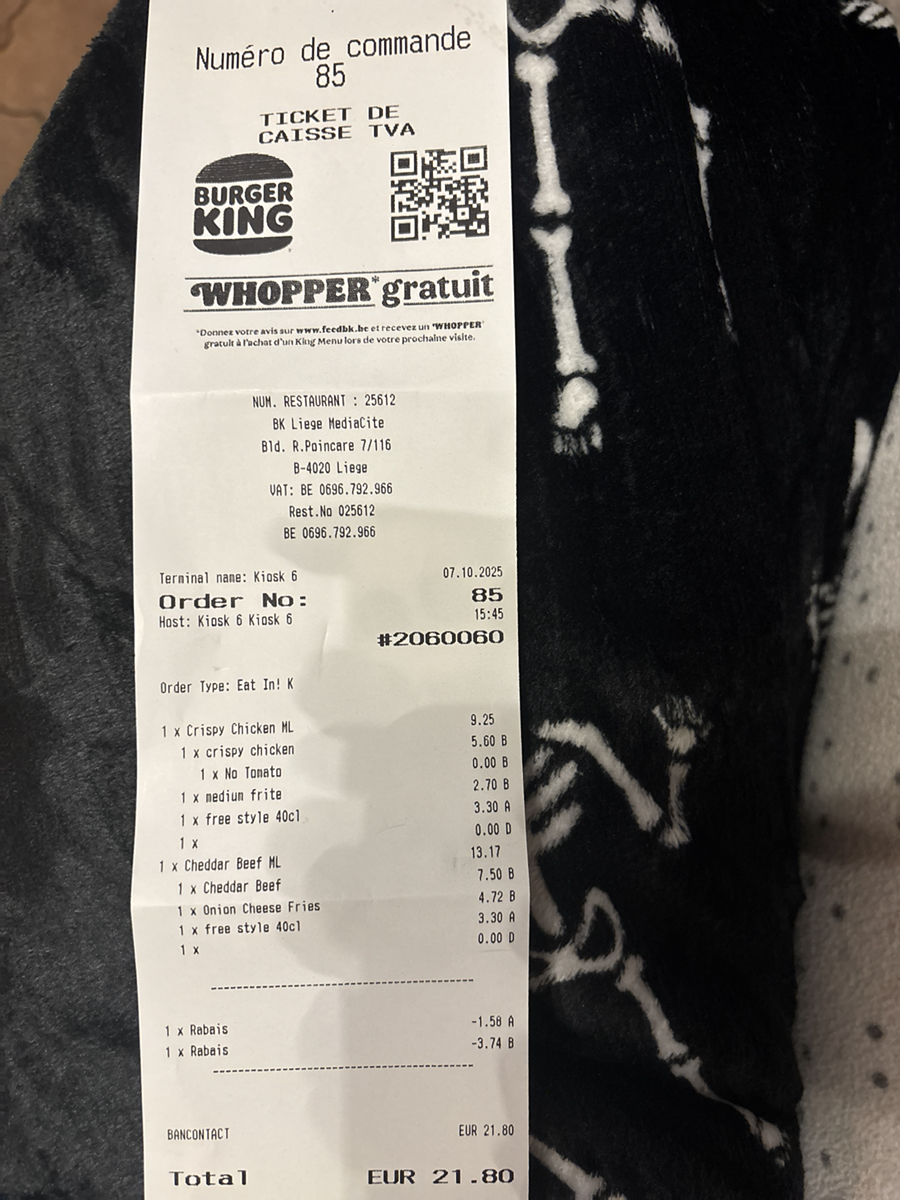 Numéro de commande
85
TICKET DE
CAISSE TVA
BURGER
KING
WHOPPER*gratuit
*Donnez votre avis sur www.feedbk.be et recevez un *WHOPPER*
gratuit à l'achat d'un King Menu lors de votre prochaine visite.
NUM. RESTAURANT : 25612
BK Liege MediaCite
Bld. R.Poincare 7/116
B-4020 Liege
VAT: BE 0696.792.966
Rest.No 025612
BE 0696.792.966
Terminal name: Kiosk 6 07.10.2025
Order No: 85
Host: Kiosk 6 Kiosk 6 15:45
#2060060
Order Type: Eat In! K
1 x Crispy Chicken ML 9.25
1 x crispy chicken 5.60 B
1 x No Tomato 0.00 B
1 x medium frite 2.70 B
1 x free style 40cl 3.30 A
1 x 0.00 D
1 x Cheddar Beef ML 13.17
1 x Cheddar Beef 7.50 B
1 x Onion Cheese Fries 4.72 B
1 x free style 40cl 3.30 A
1 x 0.00 D
--------------------------------
1 x Rabais -1.58 A
1 x Rabais -3.74 B
--------------------------------
BANCONTACT EUR 21.80
Total EUR 21.80